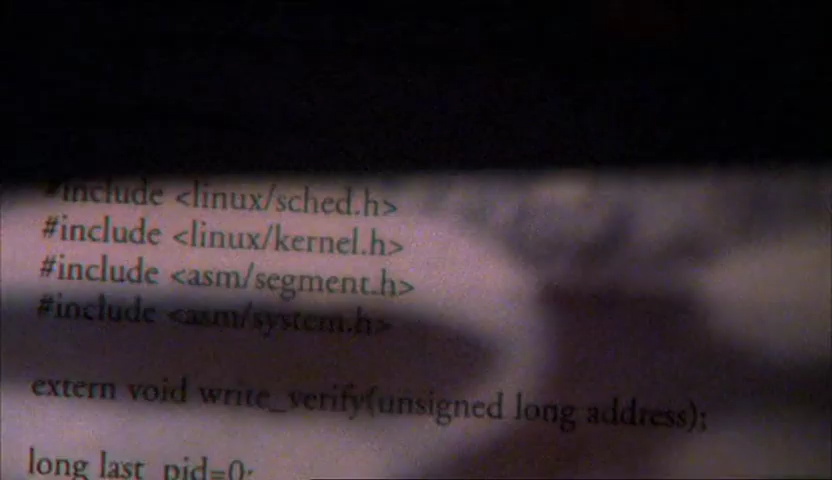 #include <linux/sched.h>
#include <linux/kernel.h>
#include <asm/segment.h>
#include <asm/system.h>
extern void write_verify(unsigned long address);
long last_pid=0;